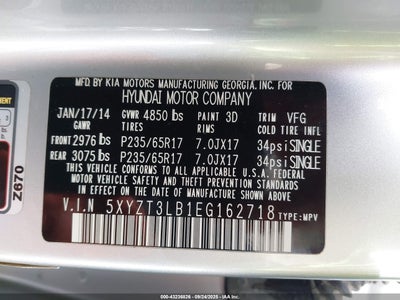 MFD. BY KIA MOTORS MANUFACTURING GEORGIA, INC. FOR
HYUNDAI MOTOR COMPANY
JAN/17/14 GVWR 4850 lbs PAINT 3D TRIM VFG
GAWR TIRES RIMS COLD TIRE INFL
FRONT 2976 lbs P235/65R17 7.0JX17 34psi SINGLE
REAR 3075 lbs P235/65R17 7.0JX17 34psi SINGLE
THIS VEHICLE CONFORMS TO ALL APPLICABLE U.S.
FEDERAL MOTOR VEHICLE SAFETY AND THEFT
PREVENTION STANDARDS IN EFFECT ON THE DATE
OF MANUFACTURE SHOWN ABOVE.
V.I.N 5XYZT3LB1EG162718 TYPE:MPV
Z670
000-43236826 - 09/24/2025 - IAAI